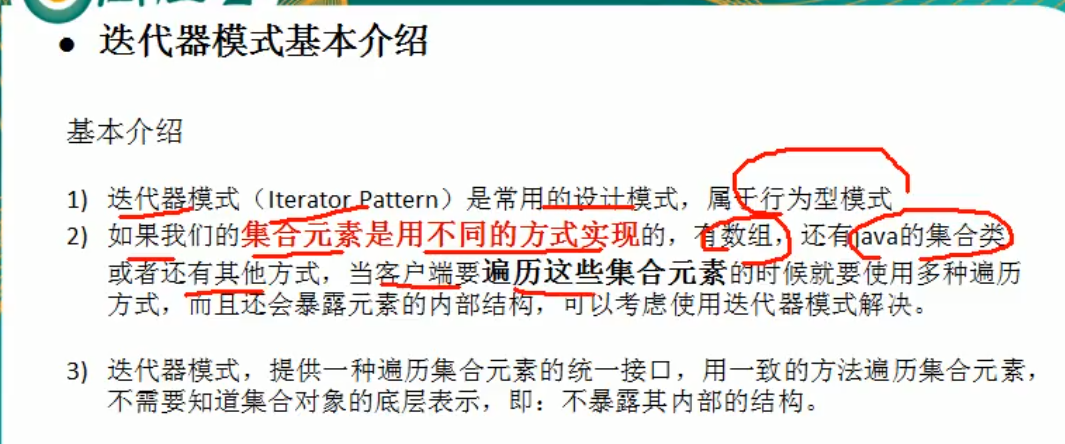 ● 迭代器模式基本介绍
基本介绍
1) 迭代器模式（Iterator Pattern）是常用的设计模式，属于行为型模式
2) 如果我们的集合元素是用不同的方式实现的，有数组，还有java的集合类
或者还有其他方式，当客户端要遍历这些集合元素的时候就要使用多种遍历
方式，而且还会暴露元素的内部结构，可以考虑使用迭代器模式解决。
3) 迭代器模式，提供一种遍历集合元素的统一接口，用一致的方法遍历集合元素，
不需要知道集合对象的底层表示，即：不暴露其内部的结构。